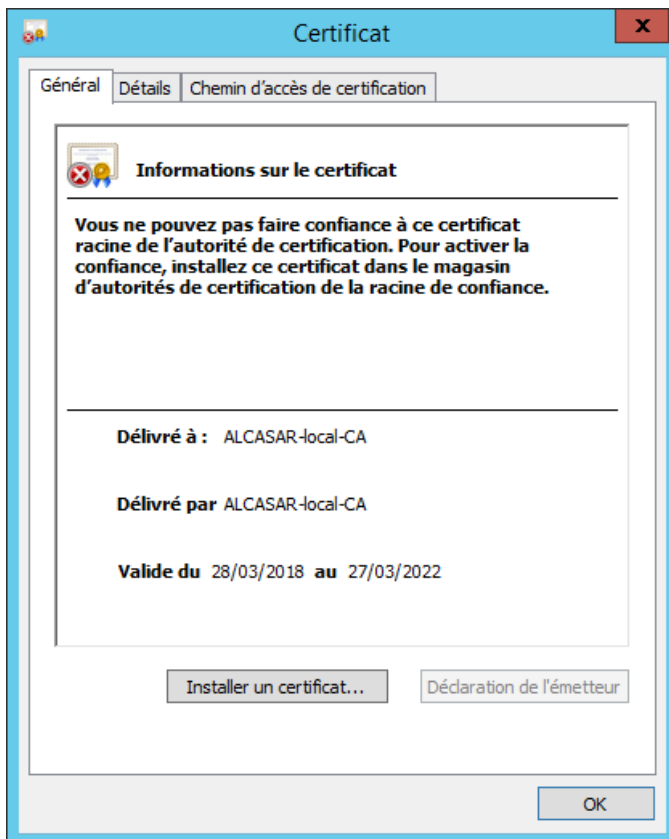 Certificat
x
Général
Détails
Chemin d'accès de certification
Informations sur le certificat
Vous ne pouvez pas faire confiance à ce certificat
racine de l'autorité de certification. Pour activer la
confiance, installez ce certificat dans le magasin
d'autorités de certification de la racine de confiance.
Délivré à : ALCASAR-local-CA
Délivré par ALCASAR-local-CA
Valide du 28/03/2018 au 27/03/2022
Installer un certificat...
Déclaration de l'émetteur
OK